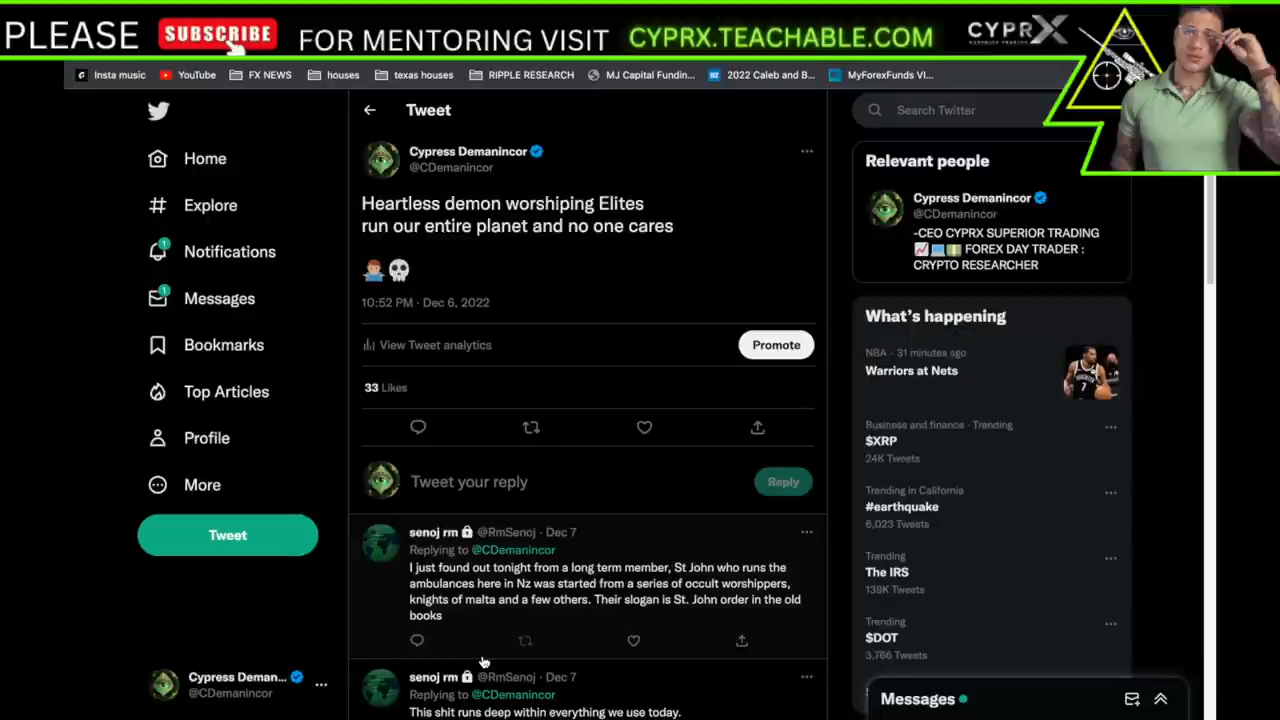 PLEASE
SUBSCRIBE
FOR MENTORING VISIT
CYPRX.TEACHABLE.COM
CYPRX
Insta music
YouTube
FX NEWS
houses
texas houses
RIPPLE RESEARCH
MJ Capital Fundin...
2022 Caleb and B...
MyForexFunds VI...
Home
Explore
1
Notifications
1
Messages
Bookmarks
Top Articles
Profile
More
Tweet
Cypress Deman...
@CDemanincor
Tweet
Cypress Demanincor
@CDemanincor
Heartless demon worshiping Elites
run our entire planet and no one cares
10:52 PM · Dec 6, 2022
View Tweet analytics
Promote
33 Likes
Tweet your reply
Reply
senoj rm @RmSenoj · Dec 7
Replying to @CDemanincor
I just found out tonight from a long term member, St John who runs the
ambulances here in Nz was started from a series of occult worshippers,
knights of malta and a few others. Their slogan is St. John order in the old
books
senoj rm @RmSenoj · Dec 7
Replying to @CDemanincor
This shit runs deep within everything we use today.
Search Twitter
Relevant people
Cypress Demanincor
@CDemanincor
-CEO CYPRX SUPERIOR TRADING
📈💻💵 FOREX DAY TRADER :
CRYPTO RESEARCHER
What's happening
NBA · 31 minutes ago
Warriors at Nets
Business and finance · Trending
$XRP
24K Tweets
Trending in California
#earthquake
6,023 Tweets
Trending
The IRS
139K Tweets
Trending
$DOT
3,766 Tweets
Messages